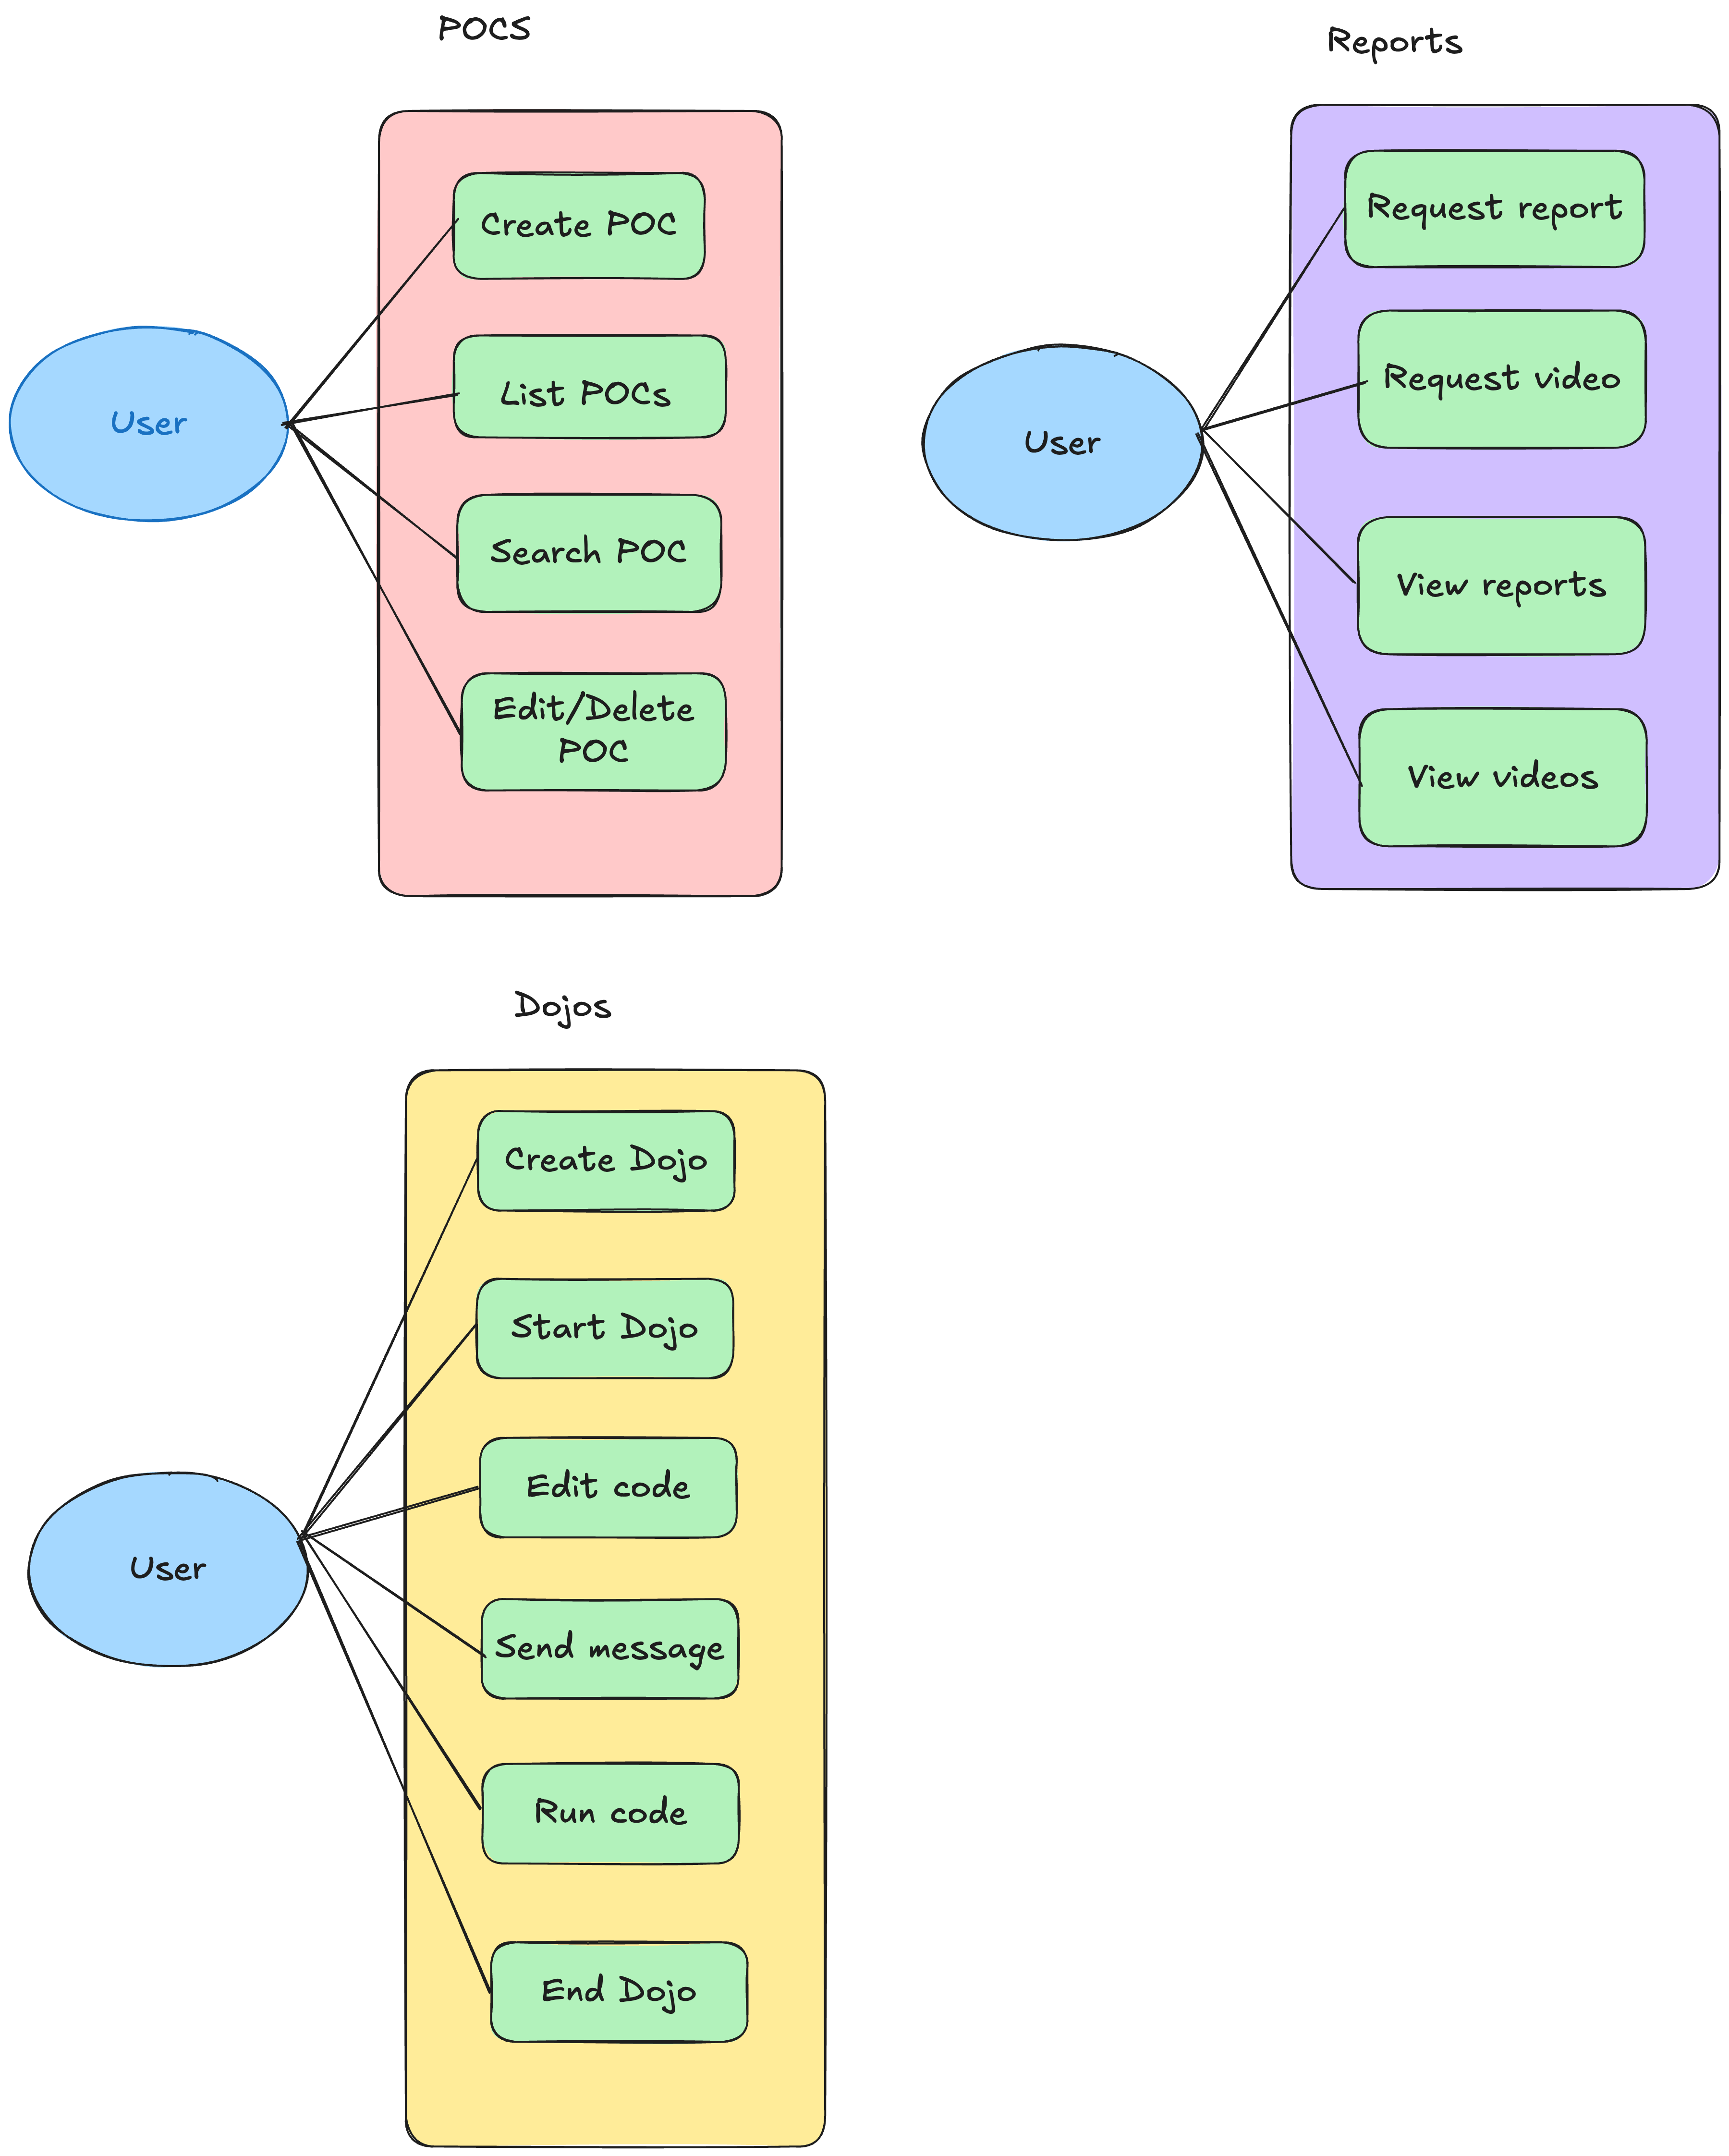 POCS
Create POC
List POCs
User
Search POC
Edit/Delete
POC
Reports
Request report
Request video
User
View reports
View videos
Dojos
Create Dojo
Start Dojo
Edit code
User
Send message
Run code
End Dojo